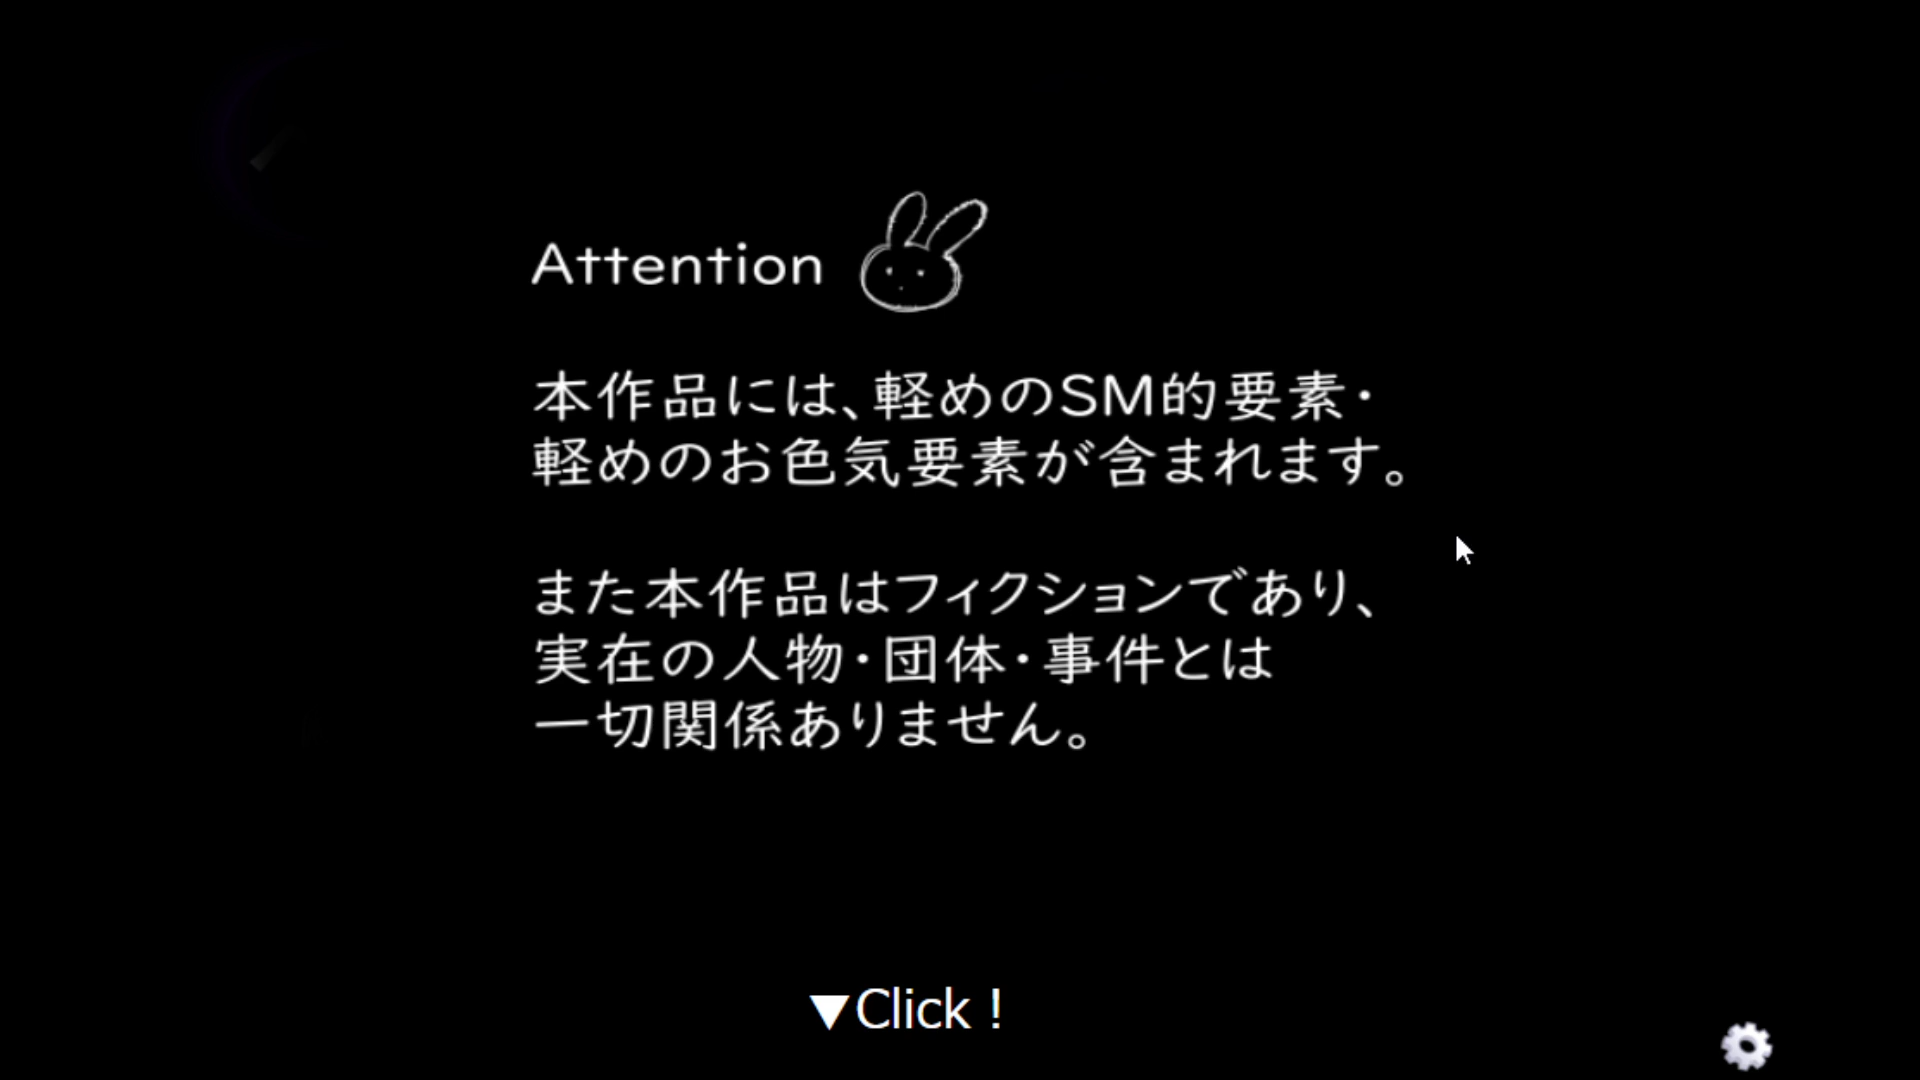 Attention
本作品には、軽めのSM的要素・
軽めのお色気要素が含まれます。
また本作品はフィクションであり、
実在の人物・団体・事件とは
一切関係ありません。
▼Click !